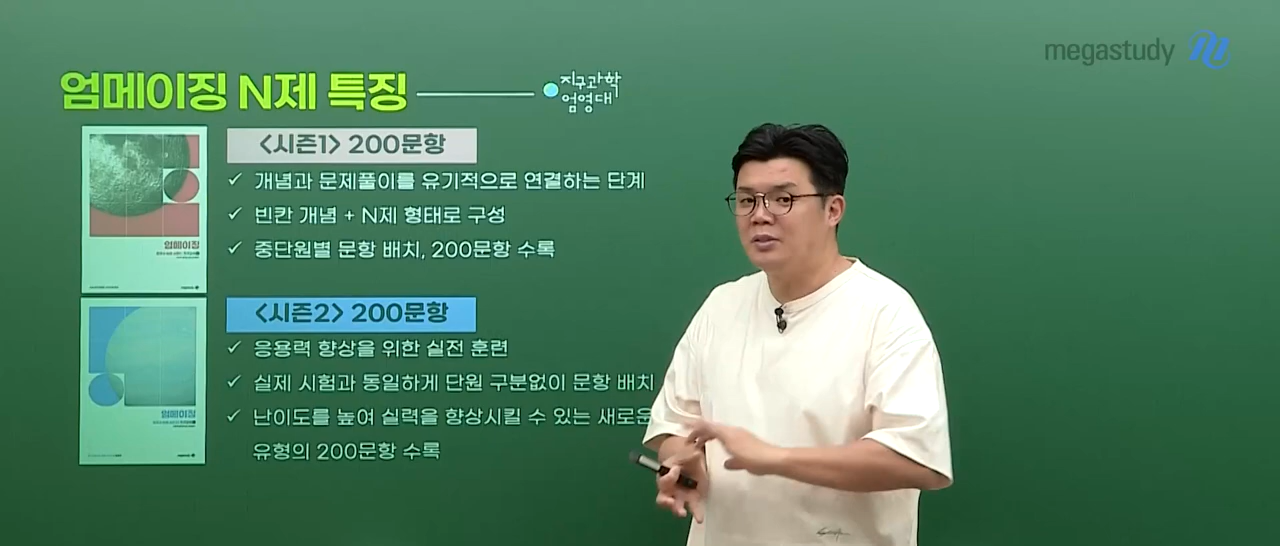 megastudy
엄메이징 N제 특징
지구과학
엄영대
<시즌1> 200문항
✓ 개념과 문제풀이를 유기적으로 연결하는 단계
✓ 빈칸 개념 + N제 형태로 구성
✓ 중단원별 문항 배치, 200문항 수록
엄메이징
<시즌2> 200문항
✓ 응용력 향상을 위한 실전 훈련
✓ 실제 시험과 동일하게 단원 구분없이 문항 배치
✓ 난이도를 높여 실력을 향상시킬 수 있는 새로운
유형의 200문항 수록
엄메이징